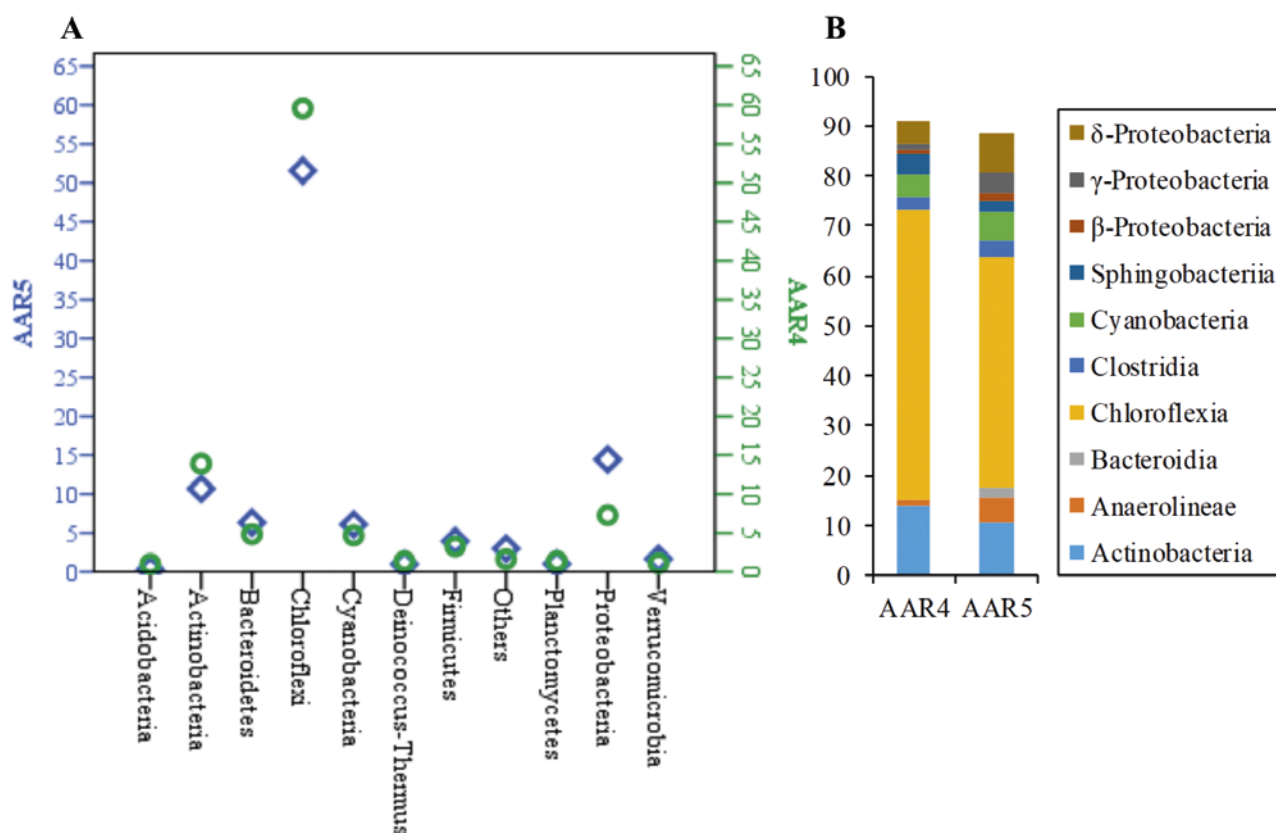 A
65
60
55
50
45
40
35
30
25
20
15
10
5
0
AAR5
65
60
55
50
45
40
35
30
25
20
15
10
5
0
AAR4
Acidobacteria
Actinobacteria
Bacteroidetes
Chloroflexi
Cyanobacteria
Deinococcus-Thermus
Firmicutes
Others
Planctomycetes
Proteobacteria
Verrucomicrobia
B
100
90
80
70
60
50
40
30
20
10
0
AAR4 AAR5
δ-Proteobacteria
γ-Proteobacteria
β-Proteobacteria
Sphingobacteriia
Cyanobacteria
Clostridia
Chloroflexia
Bacteroidia
Anaerolineae
Actinobacteria